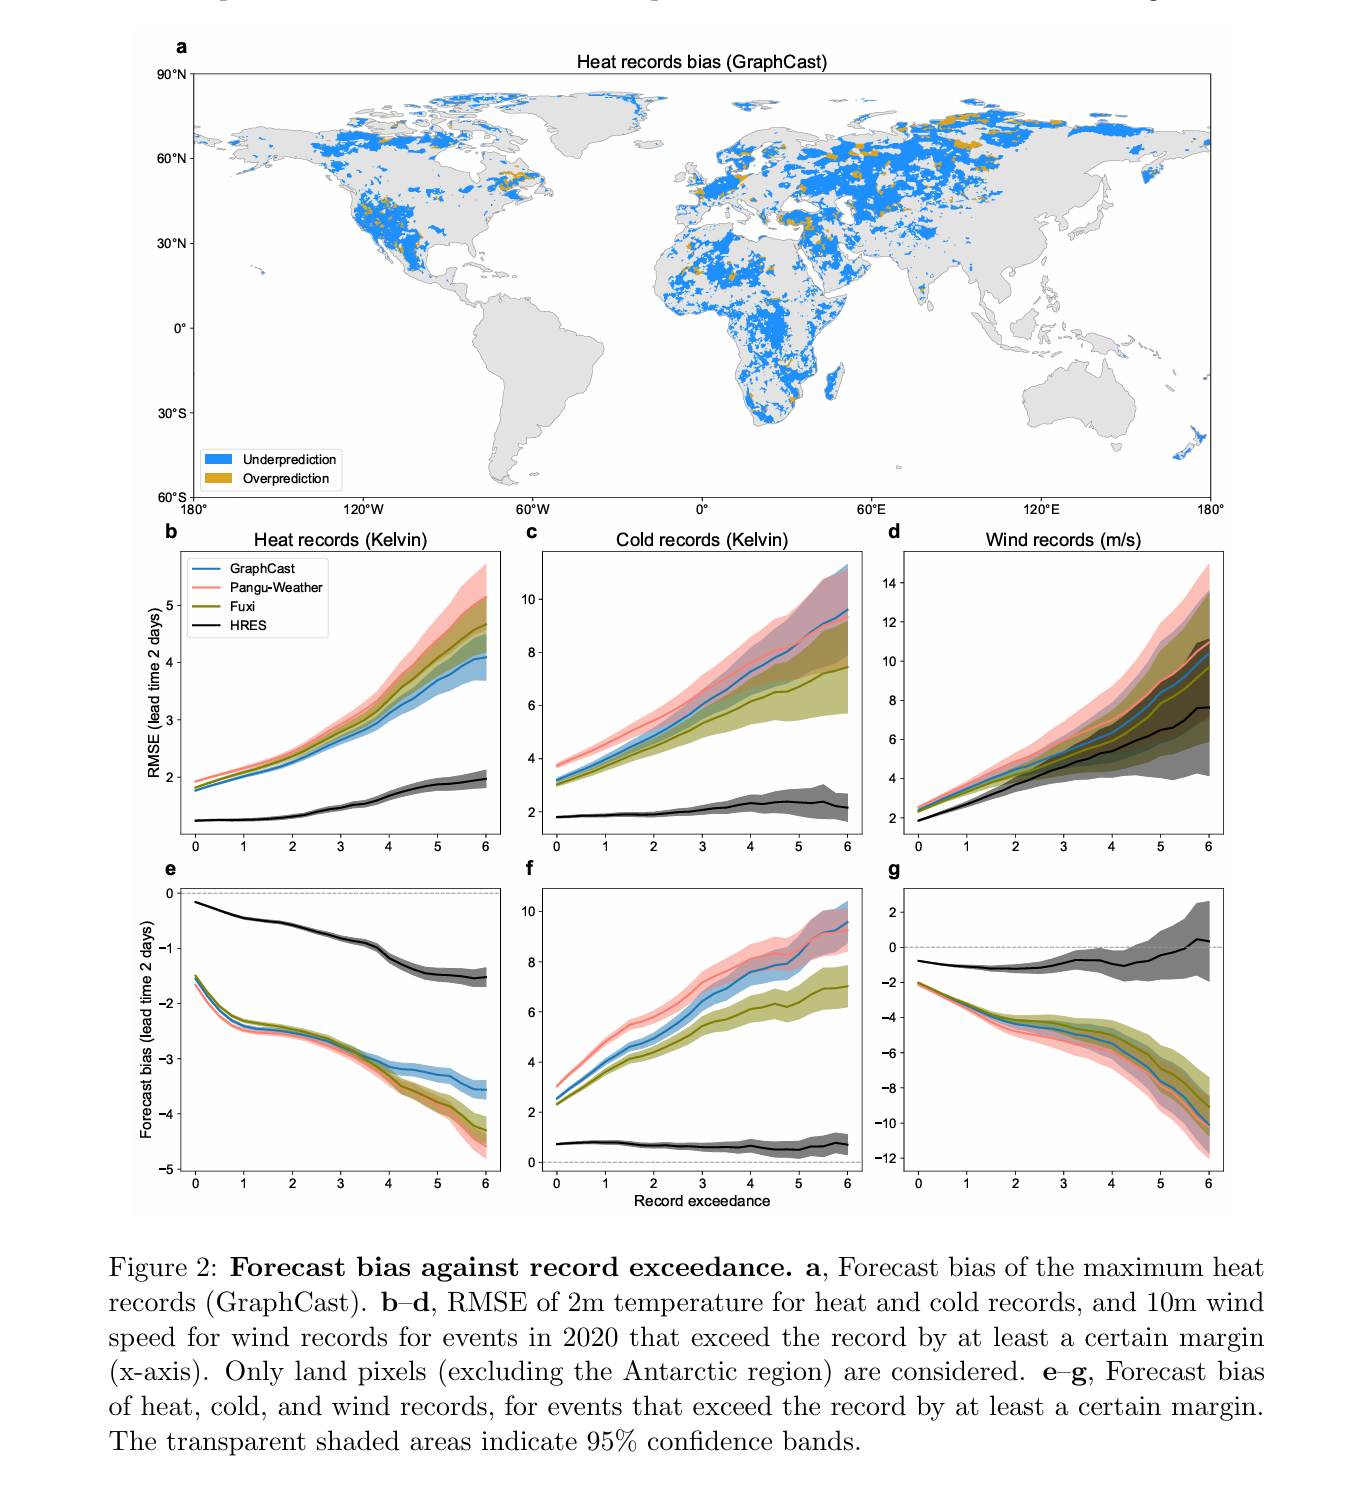 a
Heat records bias (GraphCast)
90°N
60°N
30°N
0°
30°S
60°S
Underprediction
Overprediction
180° 120°W 60°W 0° 60°E 120°E 180°
b
Heat records (Kelvin)
c
Cold records (Kelvin)
d
Wind records (m/s)
GraphCast
Pangu-Weather
Fuxi
HRES
RMSE (lead time 2 days)
5
4
3
2
0 1 2 3 4 5 6
10
8
6
4
2
0 1 2 3 4 5 6
14
12
10
8
6
4
2
0 1 2 3 4 5 6
e
f
g
Forecast bias (lead time 2 days)
0
−1
−2
−3
−4
−5
0 1 2 3 4 5 6
10
8
6
4
2
0
0 1 2 3 4 5 6
Record exceedance
2
0
−2
−4
−6
−8
−10
−12
0 1 2 3 4 5 6
Figure 2: Forecast bias against record exceedance. a, Forecast bias of the maximum heat
records (GraphCast). b–d, RMSE of 2m temperature for heat and cold records, and 10m wind
speed for wind records for events in 2020 that exceed the record by at least a certain margin
(x-axis). Only land pixels (excluding the Antarctic region) are considered. e–g, Forecast bias
of heat, cold, and wind records, for events that exceed the record by at least a certain margin.
The transparent shaded areas indicate 95% confidence bands.